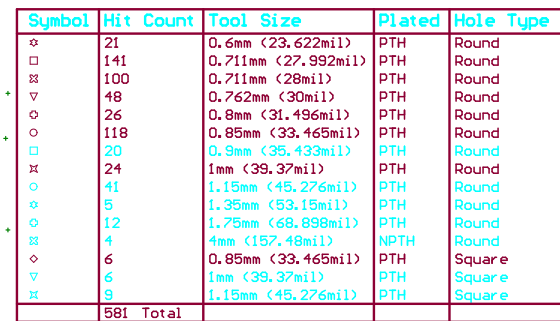 Symbol Hit Count Tool Size Plated Hole Type
21 0.6mm (23.622mil) PTH Round
141 0.711mm (27.992mil) PTH Round
100 0.711mm (28mil) PTH Round
48 0.762mm (30mil) PTH Round
26 0.8mm (31.496mil) PTH Round
118 0.85mm (33.465mil) PTH Round
20 0.9mm (35.433mil) PTH Round
24 1mm (39.37mil) PTH Round
41 1.15mm (45.276mil) PTH Round
5 1.35mm (53.15mil) PTH Round
12 1.75mm (68.898mil) PTH Round
4 4mm (157.48mil) NPTH Round
6 0.85mm (33.465mil) PTH Square
6 1mm (39.37mil) PTH Square
9 1.15mm (45.276mil) PTH Square
581 Total